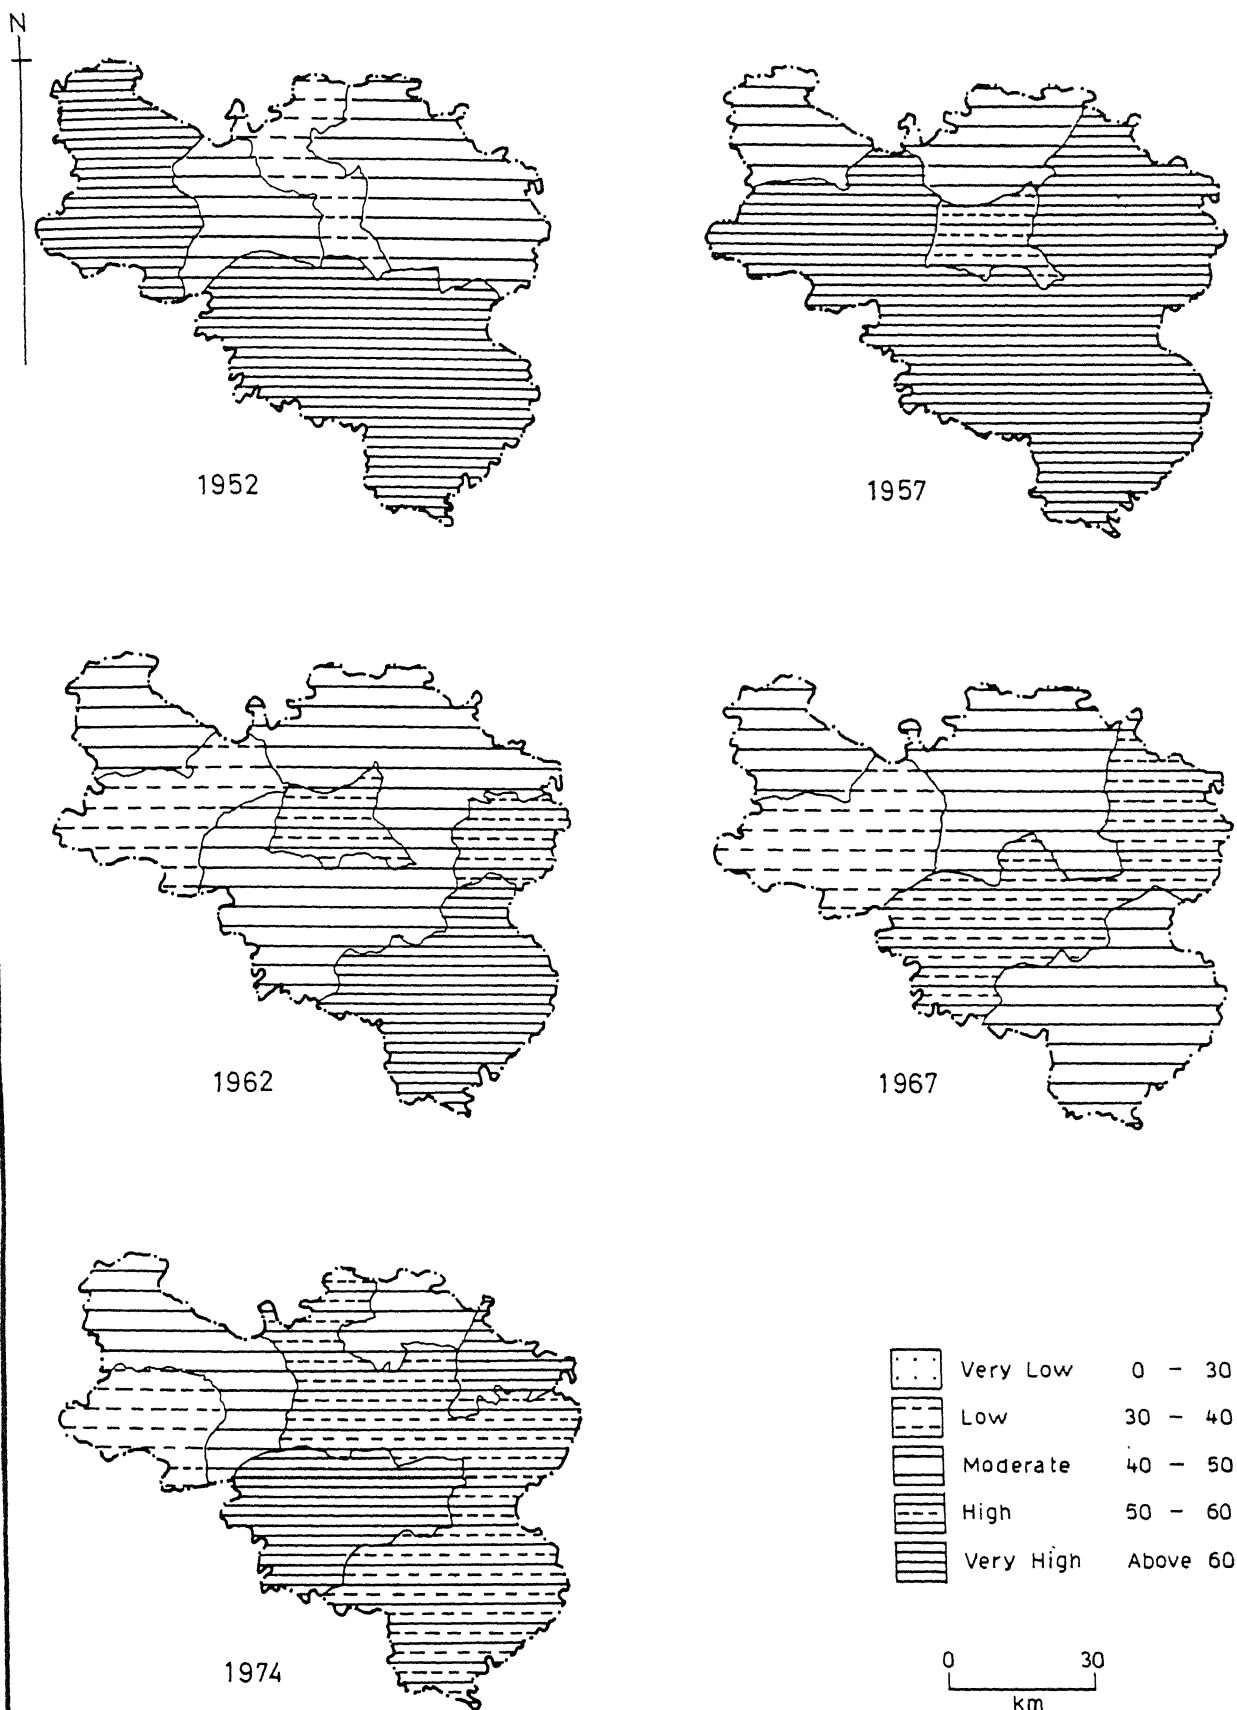 N
1952
1957
1962
1967
1974
Very Low 0 - 30
Low 30 - 40
Moderate 40 - 50
High 50 - 60
Very High Above 60
0 30
km